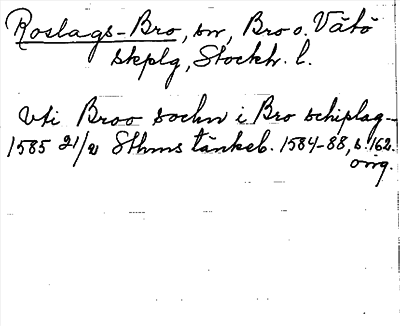 Roslags-Bro, sn, Bro o. Vätö
skplg, Stockh. l.
vti Broo sochn i Bro schiplag-
1585 21/2 Sthms tänkeb. 1584-88, s. 162.
orig.